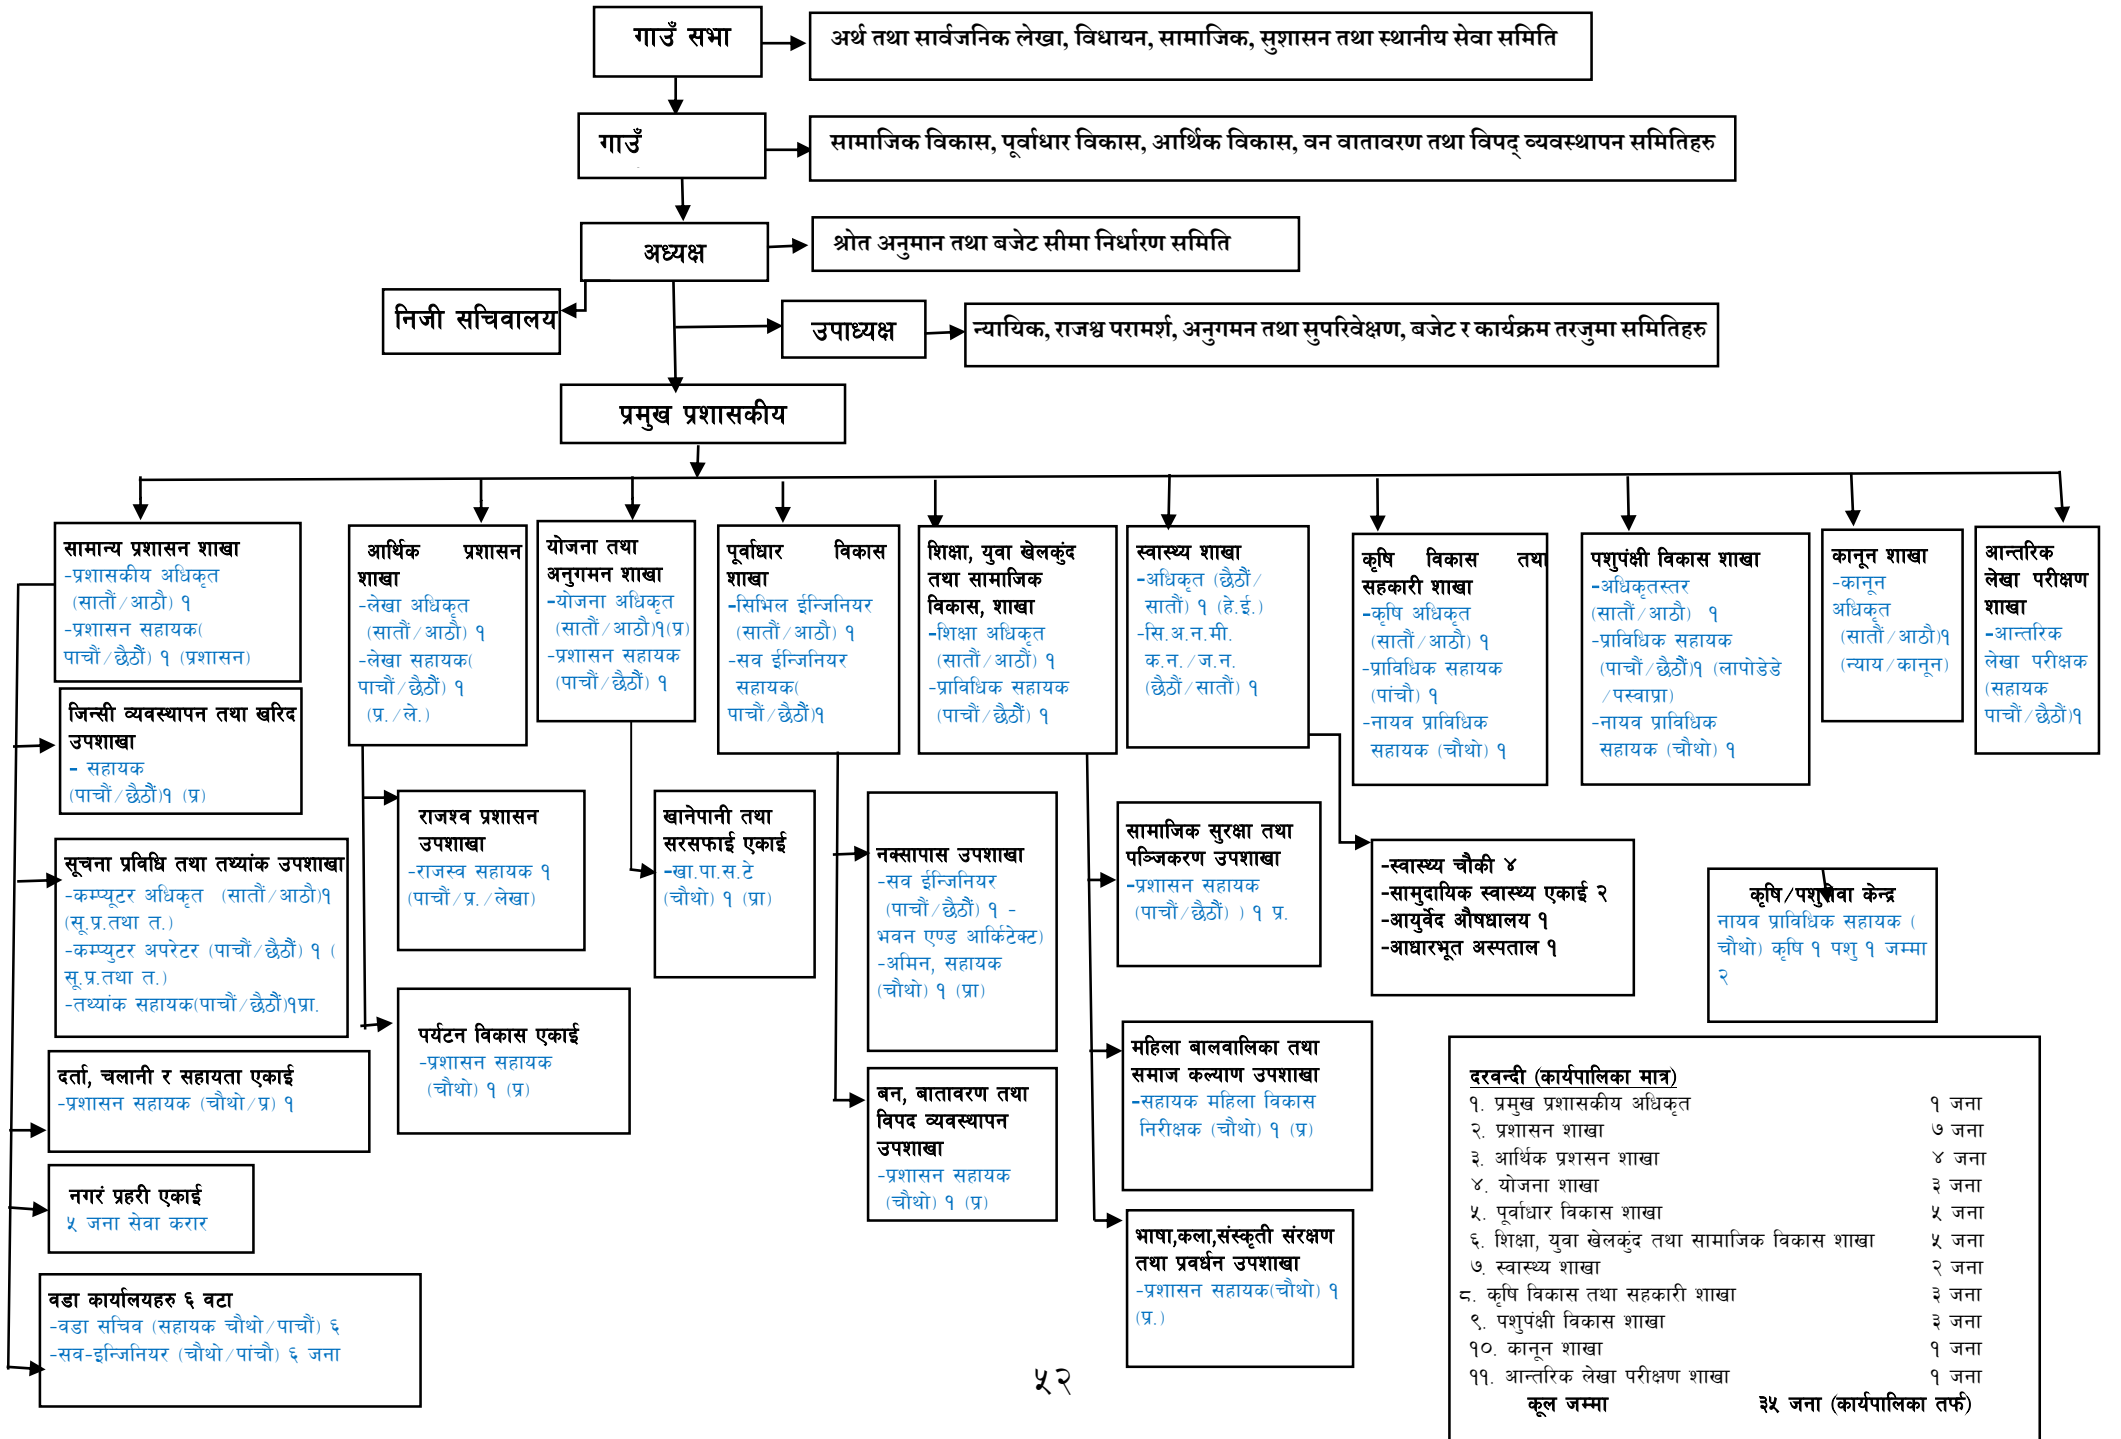 गाउँ सभा
अर्थ तथा सार्वजनिक लेखा, विधायन, सामाजिक, सुशासन तथा स्थानीय सेवा समिति
गाउँ
सामाजिक विकास, पूर्वाधार विकास, आर्थिक विकास, वन वातावरण तथा विपद् व्यवस्थापन समितिहरु
अध्यक्ष
श्रोत अनुमान तथा बजेट सीमा निर्धारण समिति
निजी सचिवालय
उपाध्यक्ष
न्यायिक, राजश्व परामर्श, अनुगमन तथा सुपरिवेक्षण, बजेट र कार्यक्रम तरजुमा समितिहरु
प्रमुख प्रशासकीय
सामान्य प्रशासन शाखा
-प्रशासकीय अधिकृत
(सातौं/आठौ) १
-प्रशासन सहायक(
पाचौं/छैठौं) १ (प्रशासन)
जिन्सी व्यवस्थापन तथा खरिद
उपशाखा
- सहायक
(पाचौं/छैठौं)१ (प्र)
सूचना प्रविधि तथा तथ्यांक उपशाखा
-कम्प्यूटर अधिकृत (सातौं/आठौ)१
(सू.प्र.तथा त.)
-कम्प्युटर अपरेटर (पाचौं/छैठौं) १ (
सू.प्र.तथा त.)
-तथ्यांक सहायक(पाचौं/छैठौं)१प्रा.
दर्ता, चलानी र सहायता एकाई
-प्रशासन सहायक (चौथो/प्र) १
नगरं प्रहरी एकाई
५ जना सेवा करार
वडा कार्यालयहरु ६ वटा
-वडा सचिव (सहायक चौथो/पाचौं) ६
-सव-इन्जिनियर (चौथो/पांचौ) ६ जना
आर्थिक प्रशासन
शाखा
-लेखा अधिकृत
(सातौं/आठौ) १
-लेखा सहायक(
पाचौं/छैठौं) १
(प्र./ले.)
राजश्व प्रशासन
उपशाखा
-राजस्व सहायक १
(पाचौं/प्र./लेखा)
पर्यटन विकास एकाई
-प्रशासन सहायक
(चौथो) १ (प्र)
योजना तथा
अनुगमन शाखा
-योजना अधिकृत
(सातौं/आठौ)१(प्र)
-प्रशासन सहायक
(पाचौं/छैठौं) १
खानेपानी तथा
सरसफाई एकाई
-खा.पा.स.टे
(चौथो) १ (प्रा)
पूर्वाधार विकास
शाखा
-सिभिल ईन्जिनियर
(सातौं/आठौ) १
-सव ईन्जिनियर
सहायक(
पाचौं/छैठौं)१
नक्सापास उपशाखा
-सव ईन्जिनियर
(पाचौं/छैठौं) १ -
भवन एण्ड आर्किटेक्ट)
-अमिन, सहायक
(चौथो) १ (प्रा)
बन, बातावरण तथा
विपद व्यवस्थापन
उपशाखा
-प्रशासन सहायक
(चौथो) १ (प्र)
शिक्षा, युवा खेलकुंद
तथा सामाजिक
विकास, शाखा
-शिक्षा अधिकृत
(सातौं/आठौं) १
-प्राविधिक सहायक
(पाचौं/छैठौं) १
सामाजिक सुरक्षा तथा
पञ्जिकरण उपशाखा
-प्रशासन सहायक
(पाचौं/छैठौं) ) १ प्र.
महिला बालवालिका तथा
समाज कल्याण उपशाखा
-सहायक महिला विकास
निरीक्षक (चौथो) १ (प्र)
भाषा,कला,संस्कृती संरक्षण
तथा प्रवर्धन उपशाखा
-प्रशासन सहायक(चौथो) १
(प्र.)
स्वास्थ्य शाखा
-अधिकृत (छैठौं/
सातौं) १ (हे.ई.)
-सि.अ.न.मी.
क.न./ज.न.
(छैठौं/सातौं) १
-स्वास्थ्य चौकी ४
-सामुदायिक स्वास्थ्य एकाई २
-आयुर्वेद औषधालय १
-आधारभूत अस्पताल १
कृषि विकास तथा
सहकारी शाखा
-कृषि अधिकृत
(सातौं/आठौ) १
-प्राविधिक सहायक
(पांचौ) १
-नायव प्राविधिक
सहायक (चौथो) १
पशुपंक्षी विकास शाखा
-अधिकृतस्तर
(सातौं/आठौ) १
-प्राविधिक सहायक
(पाचौं/छैठौं)१ (लापोडेडे
/पस्वाप्रा)
-नायव प्राविधिक
सहायक (चौथो) १
कृषि/पशुसेवा केन्द्र
नायव प्राविधिक सहायक (
चौथो) कृषि १ पशु १ जम्मा
२
कानून शाखा
-कानून
अधिकृत
(सातौं/आठौ)१
(न्याय/कानून)
आन्तरिक
लेखा परीक्षण
शाखा
-आन्तरिक
लेखा परीक्षक
(सहायक
पाचौं/छैठौं)१
दरवन्दी (कार्यपालिका मात्र)
१. प्रमुख प्रशासकीय अधिकृत १ जना
२. प्रशासन शाखा ७ जना
३. आर्थिक प्रशसन शाखा ४ जना
४. योजना शाखा ३ जना
५. पूर्वाधार विकास शाखा ५ जना
६. शिक्षा, युवा खेलकुंद तथा सामाजिक विकास शाखा ५ जना
७. स्वास्थ्य शाखा २ जना
८. कृषि विकास तथा सहकारी शाखा ३ जना
९. पशुपंक्षी विकास शाखा ३ जना
१०. कानून शाखा १ जना
११. आन्तरिक लेखा परीक्षण शाखा १ जना
कूल जम्मा ३५ जना (कार्यपालिका तर्फ)
५२